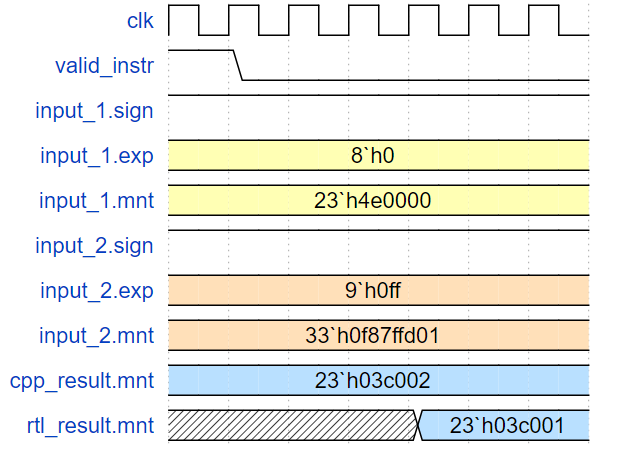 clk
valid_instr
input_1.sign
input_1.exp 8`h0
input_1.mnt 23`h4e0000
input_2.sign
input_2.exp 9`h0ff
input_2.mnt 33`h0f87ffd01
cpp_result.mnt 23`h03c002
rtl_result.mnt 23`h03c001